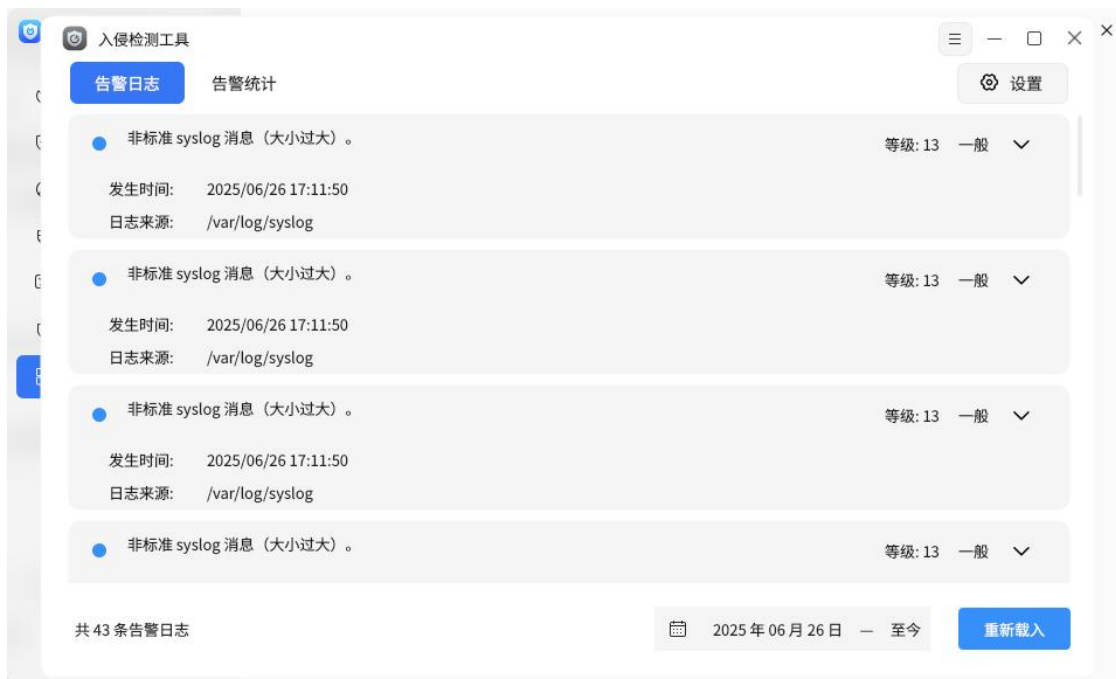 入侵检测工具
告警日志 告警统计 设置
非标准 syslog 消息（大小过大）。 等级: 13 一般
发生时间: 2025/06/26 17:11:50
日志来源: /var/log/syslog
非标准 syslog 消息（大小过大）。 等级: 13 一般
发生时间: 2025/06/26 17:11:50
日志来源: /var/log/syslog
非标准 syslog 消息（大小过大）。 等级: 13 一般
发生时间: 2025/06/26 17:11:50
日志来源: /var/log/syslog
非标准 syslog 消息（大小过大）。 等级: 13 一般
共 43 条告警日志 2025 年 06 月 26 日 — 至今 重新载入